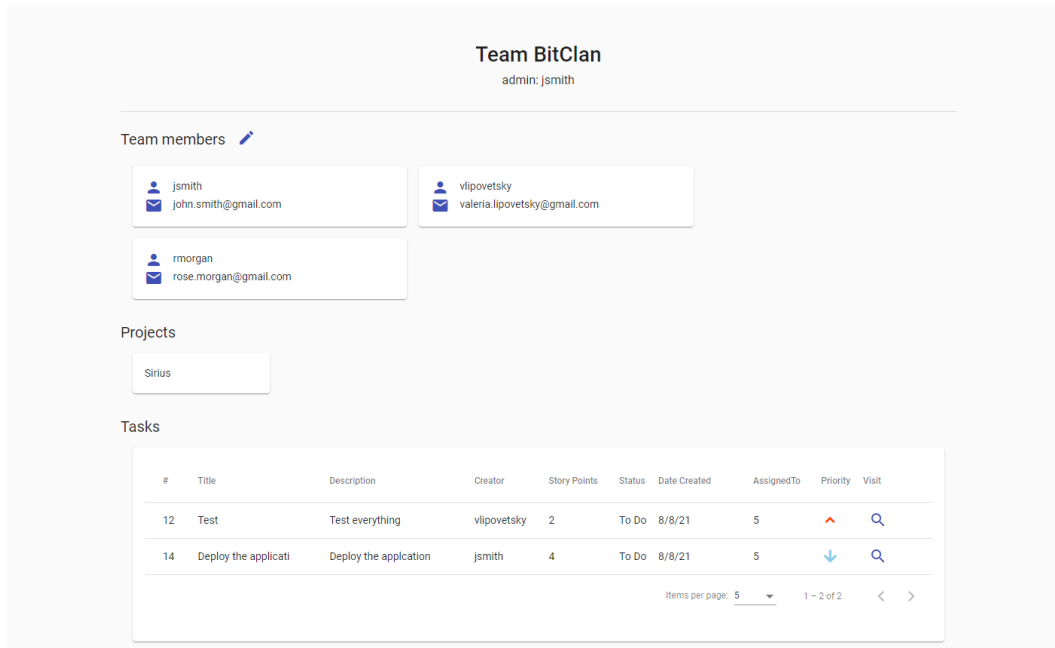 Team BitClan
admin: jsmith
Team members
jsmith
john.smith@gmail.com
vlipovetsky
valeria.lipovetsky@gmail.com
rmorgan
rose.morgan@gmail.com
Projects
Sirius
Tasks
# Title Description Creator Story Points Status Date Created AssignedTo Priority Visit
12 Test Test everything vlipovetsky 2 To Do 8/8/21 5
14 Deploy the applicati Deploy the applcation jsmith 4 To Do 8/8/21 5
Items per page: 5 1 – 2 of 2